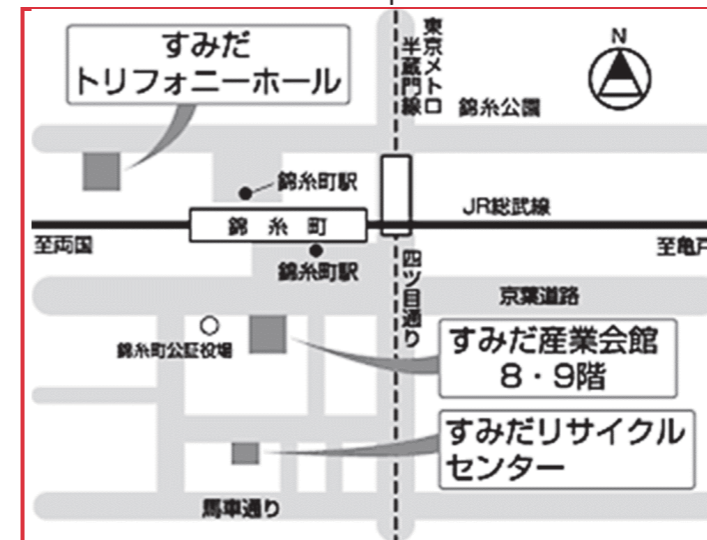 すみだ
トリフォニーホール
東京メトロ
半蔵門線
錦糸公園
N
錦糸町駅
JR総武線
錦糸町
至両国
至亀戸
錦糸町駅
四ツ目通り
京葉道路
錦糸町公証役場
すみだ産業会館
8・9階
すみだリサイクル
センター
馬車通り